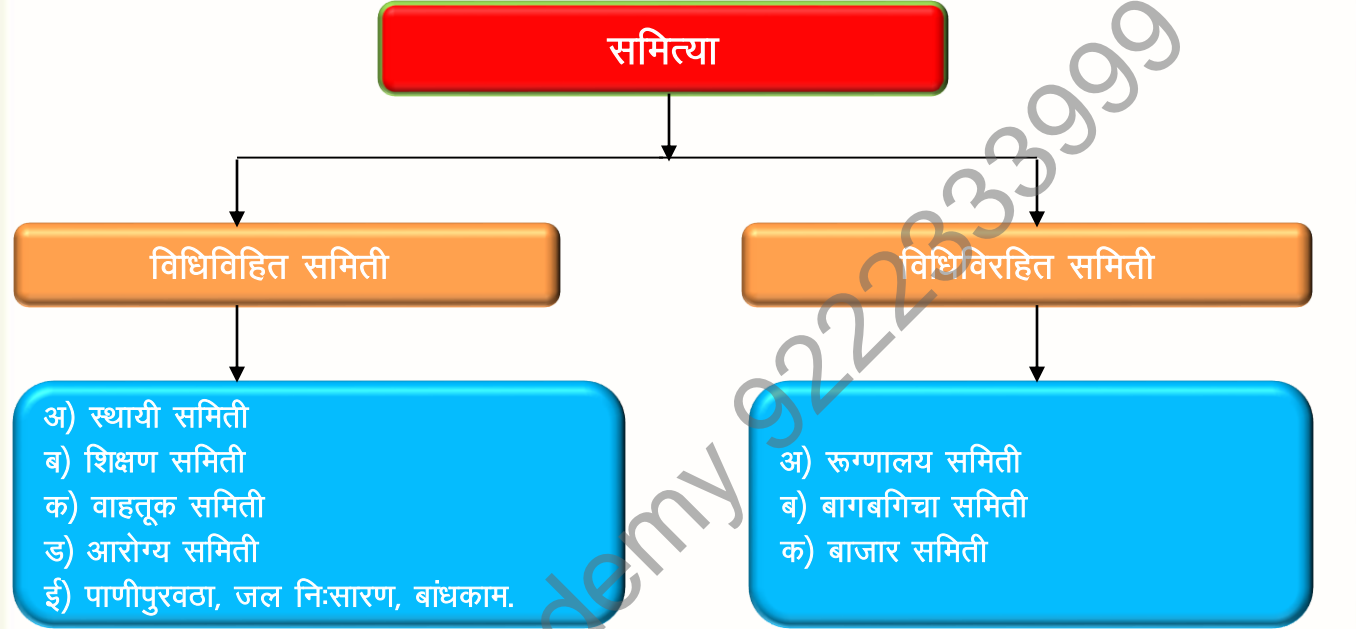 समित्या
विधिविहित समिती
विधिविरहित समिती
अ) स्थायी समिती
ब) शिक्षण समिती
क) वाहतूक समिती
ड) आरोग्य समिती
ई) पाणीपुरवठा, जल निःसारण, बांधकाम.
अ) रूग्णालय समिती
ब) बागबगिचा समिती
क) बाजार समिती
demy 9222333999